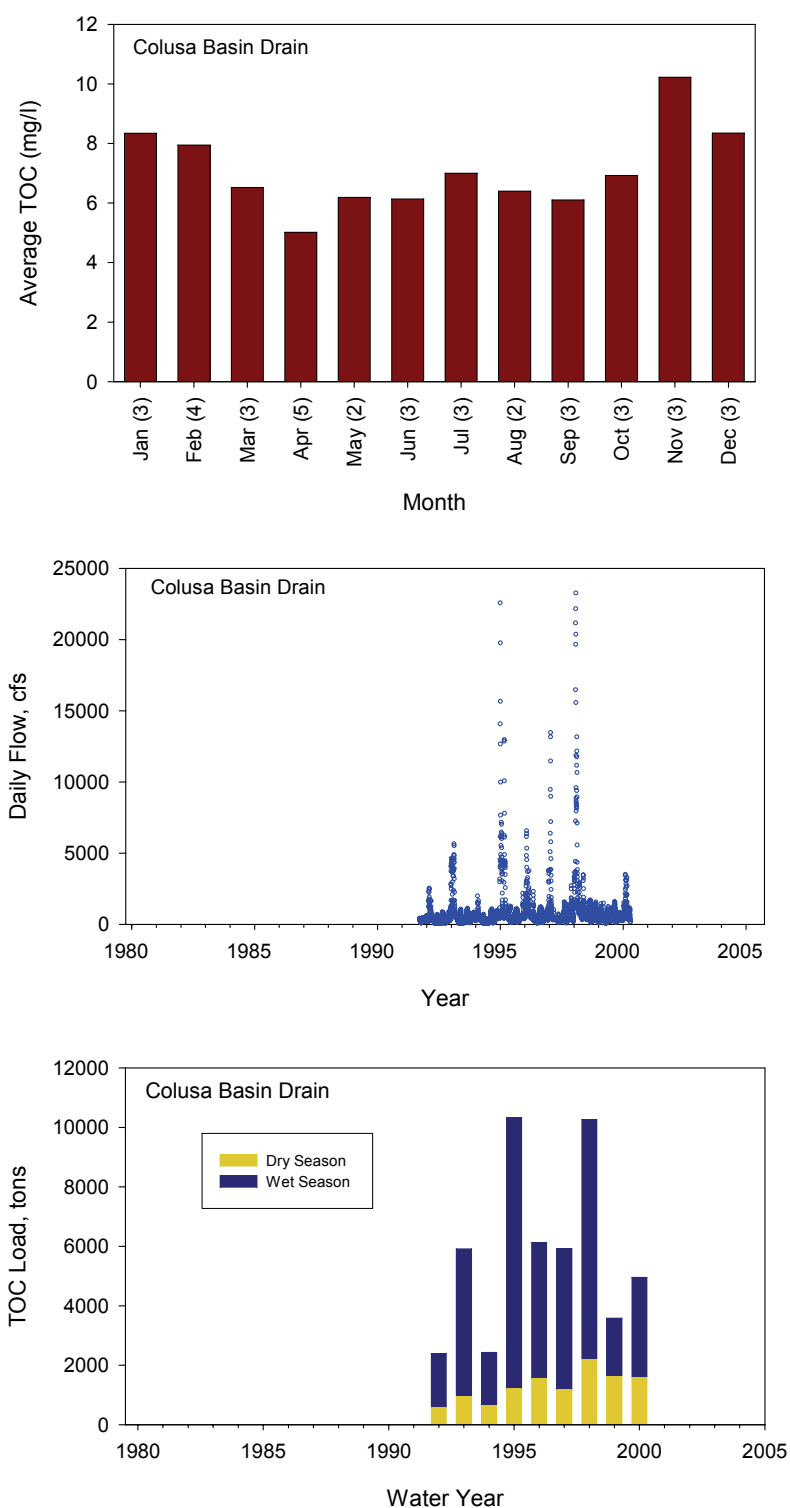 Colusa Basin Drain
Average TOC (mg/l)
12
10
8
6
4
2
0
Jan (3)
Feb (4)
Mar (3)
Apr (5)
May (2)
Jun (3)
Jul (3)
Aug (2)
Sep (3)
Oct (3)
Nov (3)
Dec (3)
Month
Colusa Basin Drain
Daily Flow, cfs
25000
20000
15000
10000
5000
0
1980 1985 1990 1995 2000 2005
Year
Colusa Basin Drain
TOC Load, tons
12000
10000
8000
6000
4000
2000
0
Dry Season
Wet Season
1980 1985 1990 1995 2000 2005
Water Year